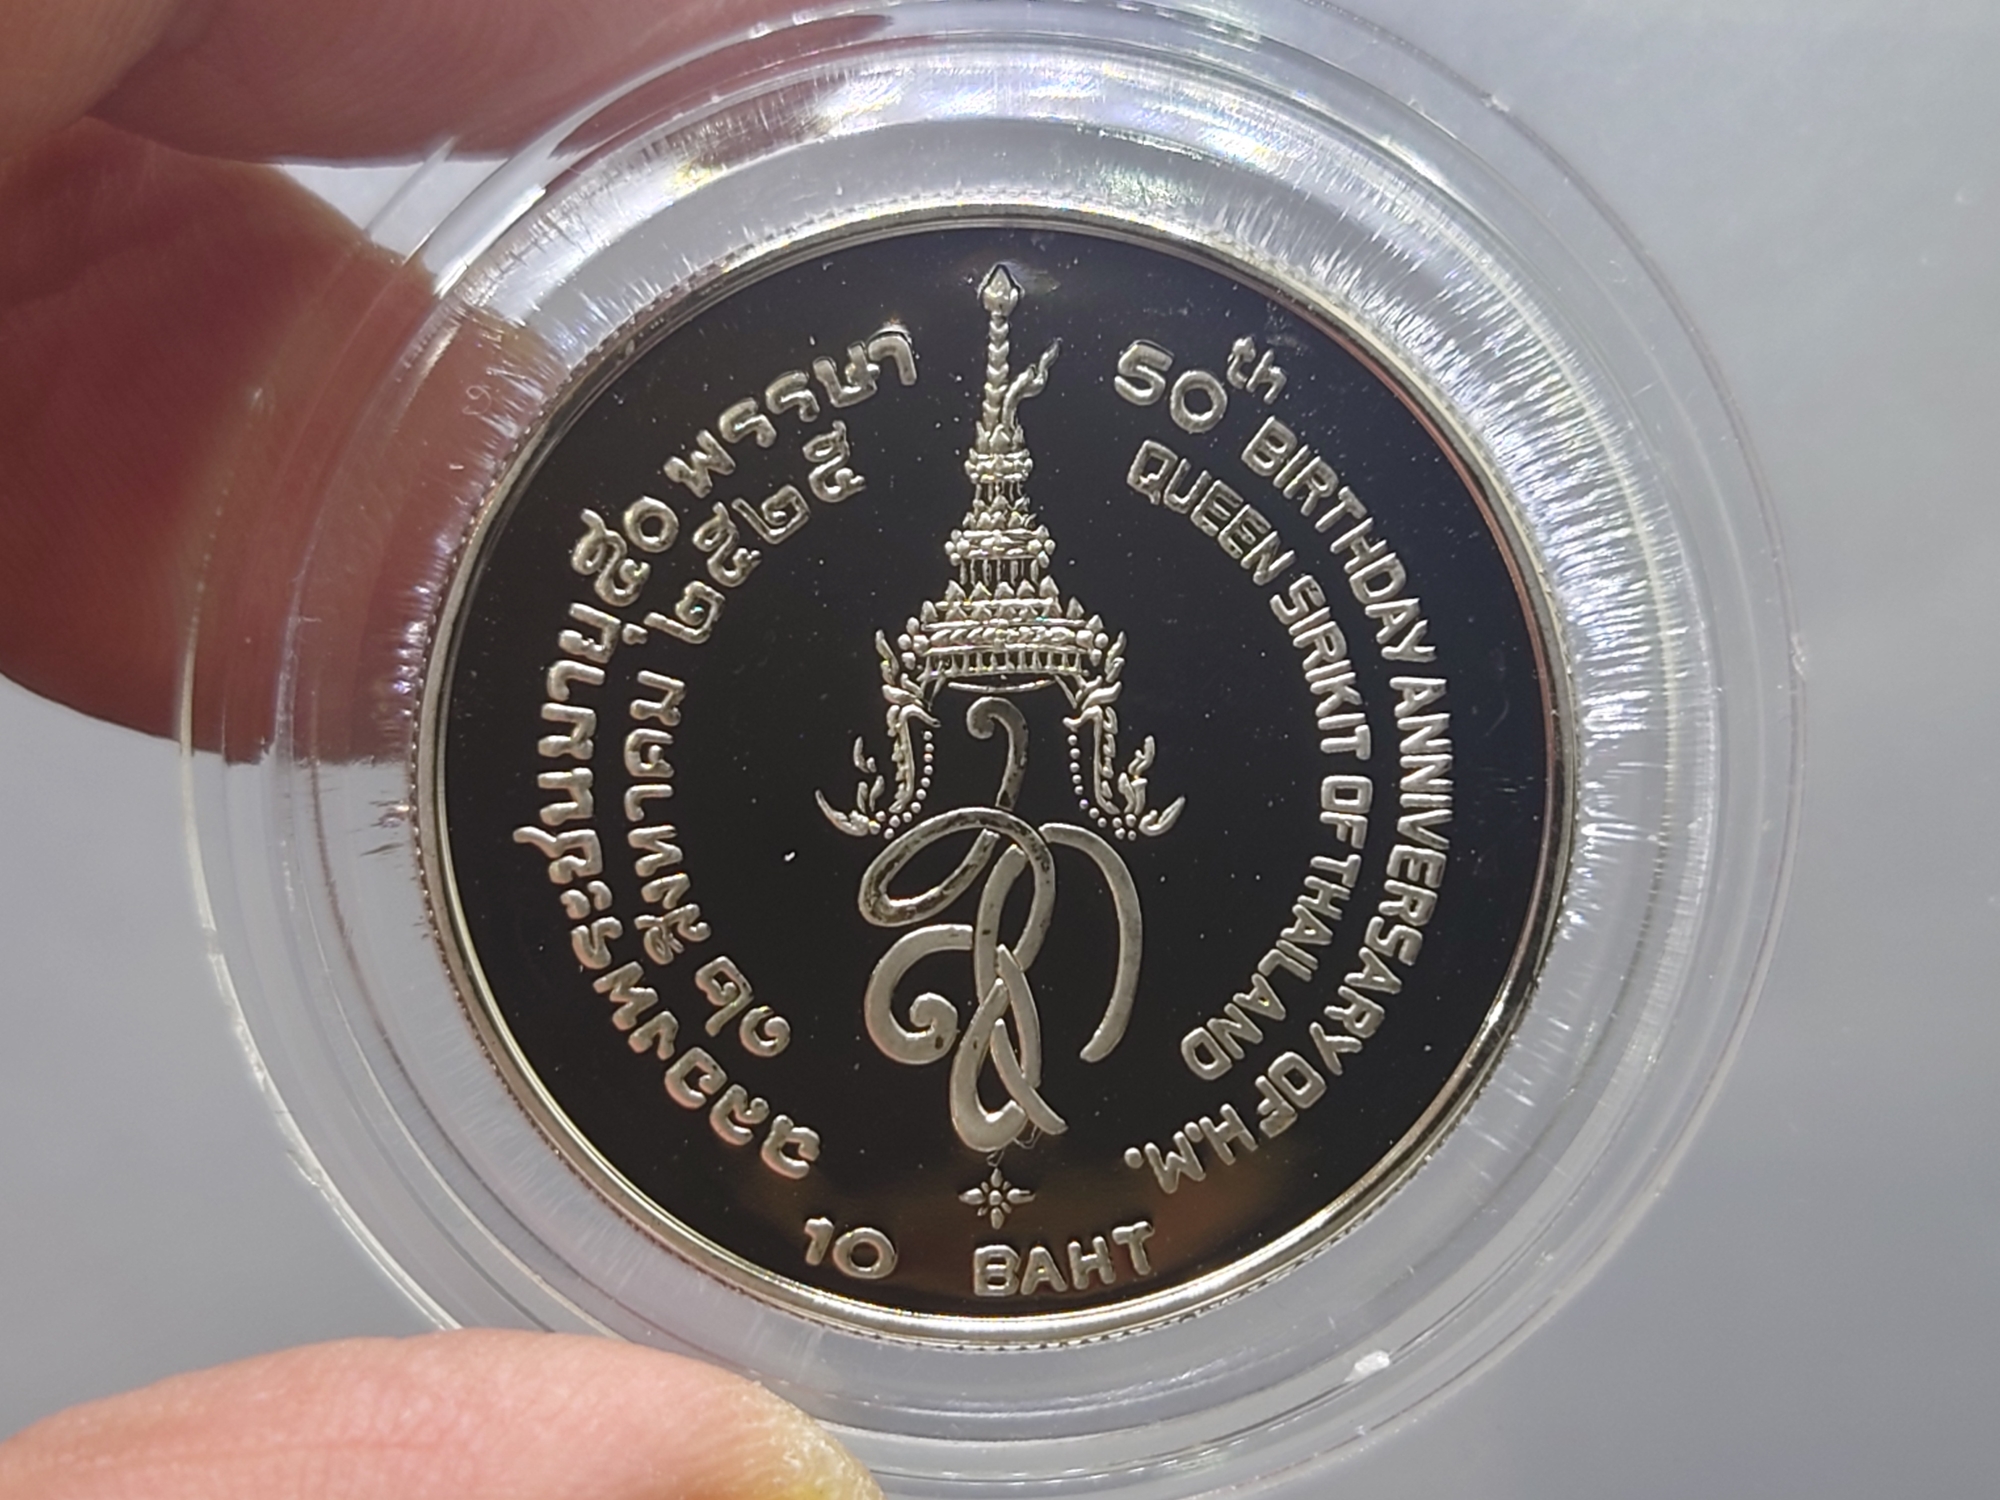 ฉลองพระชนมายุ ๕๐ พรรษา
๑๒ สิงหาคม ๒๕๒๕
50th BIRTHDAY ANNIVERSARY OF H.M.
QUEEN SIRIKIT OF THAILAND
10 BAHT